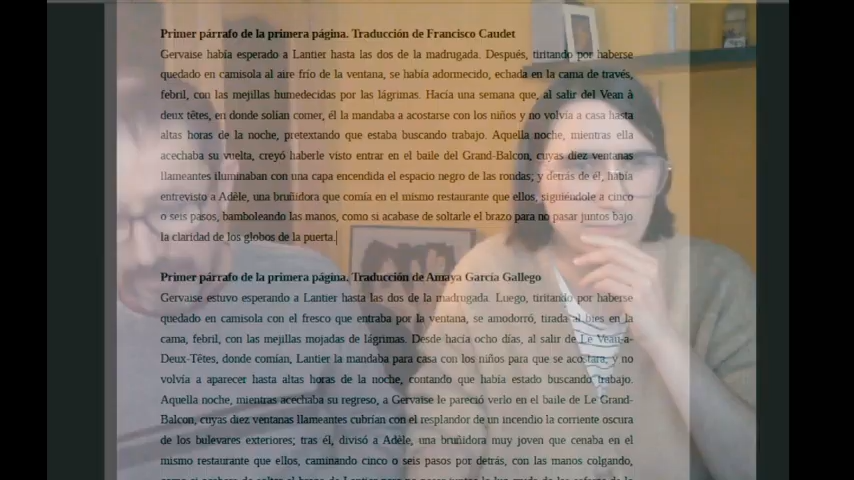 Primer párrafo de la primera página. Traducción de Francisco Caudet
Gervaise había esperado a Lantier hasta las dos de la madrugada. Después, tiritando por haberse
quedado en camisola al aire frío de la ventana, se había adormecido, echada en la cama de través,
febril, con las mejillas humedecidas por las lágrimas. Hacía una semana que, al salir del Vean à
deux têtes, en donde solían comer, él la mandaba a acostarse con los niños y no volvía a casa hasta
altas horas de la noche, pretextando que estaba buscando trabajo. Aquella noche, mientras ella
acechaba su vuelta, creyó haberle visto entrar en el baile del Grand-Balcon, cuyas diez ventanas
llameantes iluminaban con una capa encendida el espacio negro de las rondas; y detrás de él, había
entrevisto a Adèle, una bruñidora que comía en el mismo restaurante que ellos, siguiéndole a cinco
o seis pasos, bamboleando las manos, como si acabase de soltarle el brazo para no pasar juntos bajo
la claridad de los globos de la puerta.
Primer párrafo de la primera página. Traducción de Amaya García Gallego
Gervaise estuvo esperando a Lantier hasta las dos de la madrugada. Luego, tiritando por haberse
quedado en camisola con el fresco que entraba por la ventana, se amodorró, tirada al bies en la
cama, febril, con las mejillas mojadas de lágrimas. Desde hacía ocho días, al salir de Le Veau-a-
Deux-Têtes, donde comían, Lantier la mandaba para casa con los niños para que se acostara, y no
volvía a aparecer hasta altas horas de la noche, contando que había estado buscando trabajo.
Aquella noche, mientras acechaba su regreso, a Gervaise le pareció verlo entrar en el baile de Le Grand-
Balcon, cuyas diez ventanas llameantes cubrían con el resplandor de un incendio la corriente oscura
de los bulevares exteriores; tras él, divisó a Adèle, una bruñidora muy joven que cenaba en el
mismo restaurante que ellos, caminando cinco o seis pasos por detrás, con las manos colgando,